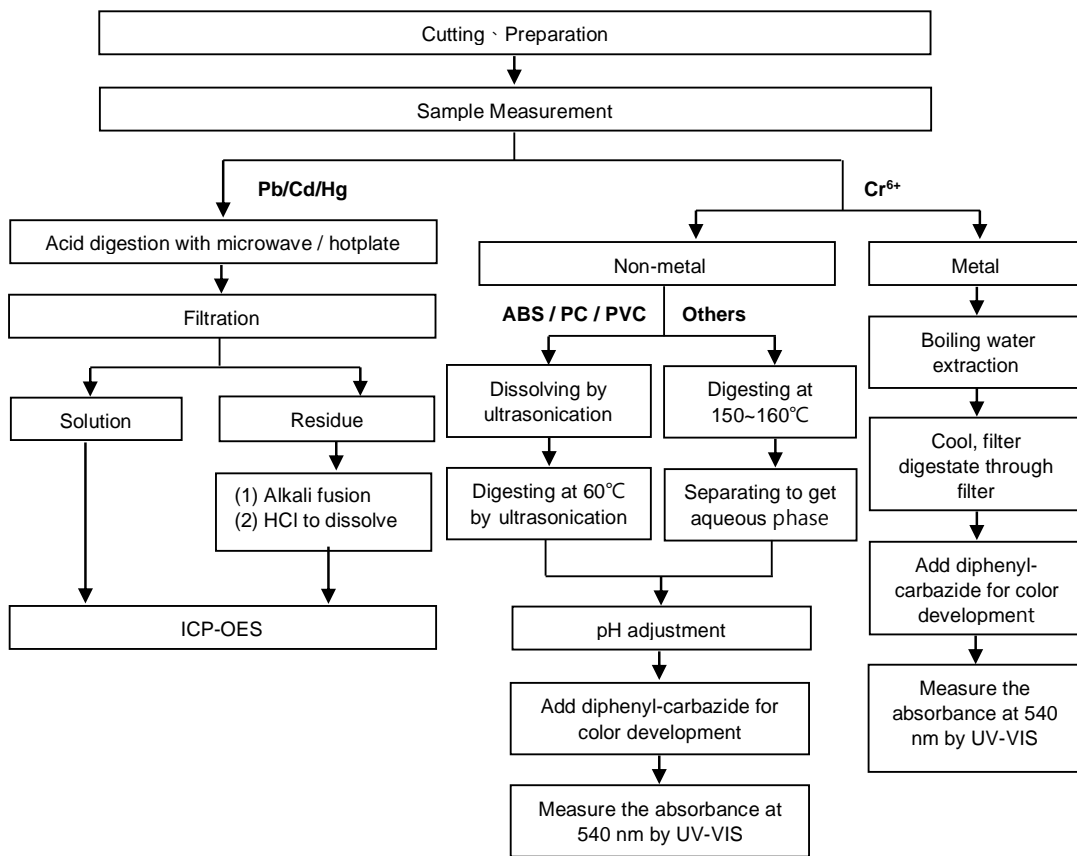 Cutting、Preparation
Sample Measurement
Pb/Cd/Hg
Cr⁶⁺
Acid digestion with microwave / hotplate
Non-metal
Metal
Filtration
ABS / PC / PVC
Others
Boiling water
extraction
Solution
Residue
Dissolving by
ultrasonication
Digesting at
150~160℃
Cool, filter
digestate through
filter
(1) Alkali fusion
(2) HCl to dissolve
Digesting at 60℃
by ultrasonication
Separating to get
aqueous phase
Add diphenyl-
carbazide for color
development
ICP-OES
pH adjustment
Measure the
absorbance at 540
nm by UV-VIS
Add diphenyl-carbazide for
color development
Measure the absorbance at
540 nm by UV-VIS